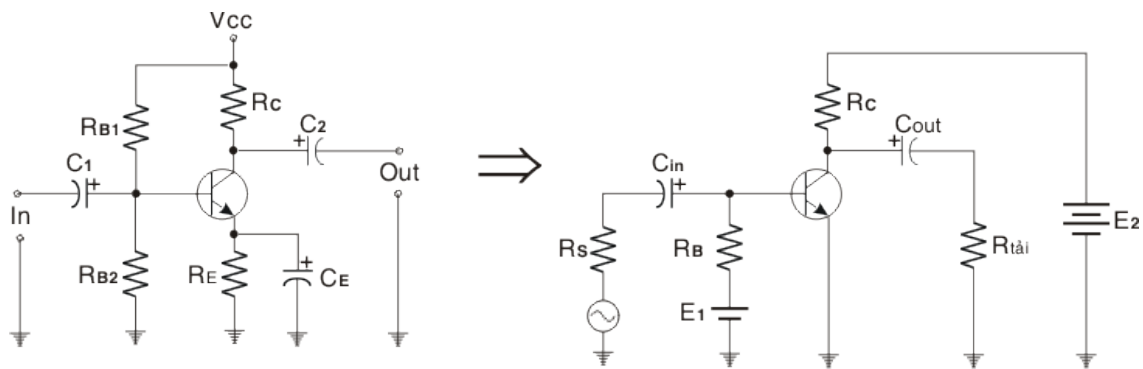 Vcc
RC
RB1
C2
C1
Out
In
RB2
RE
CE
RC
Cout
Cin
RS
RB
Rtải
E2
E1